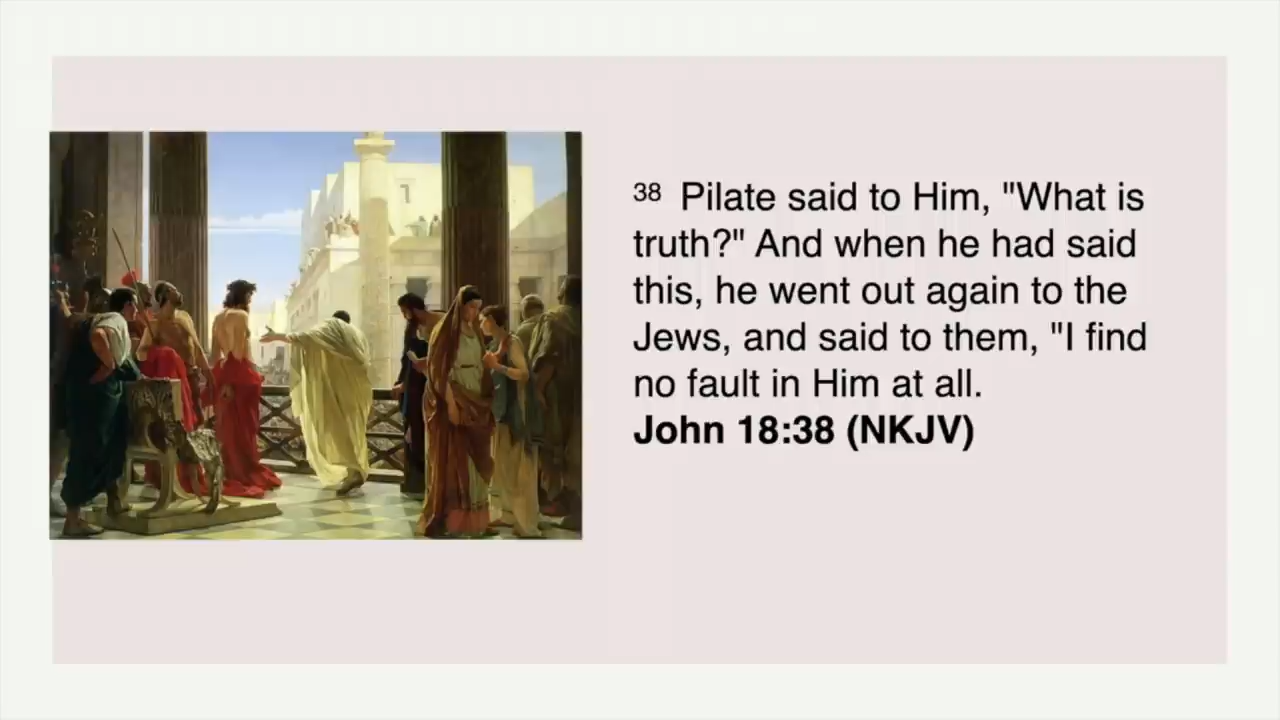 38 Pilate said to Him, "What is
truth?" And when he had said
this, he went out again to the
Jews, and said to them, "I find
no fault in Him at all.
John 18:38 (NKJV)